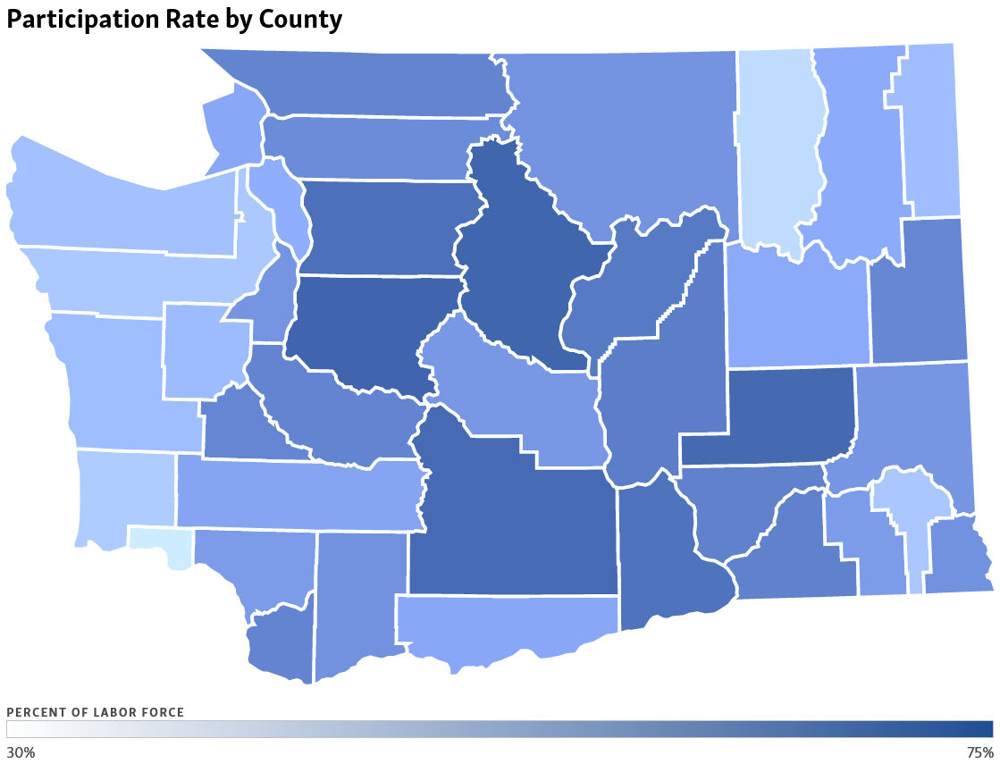 Participation Rate by County
PERCENT OF LABOR FORCE
30%
75%